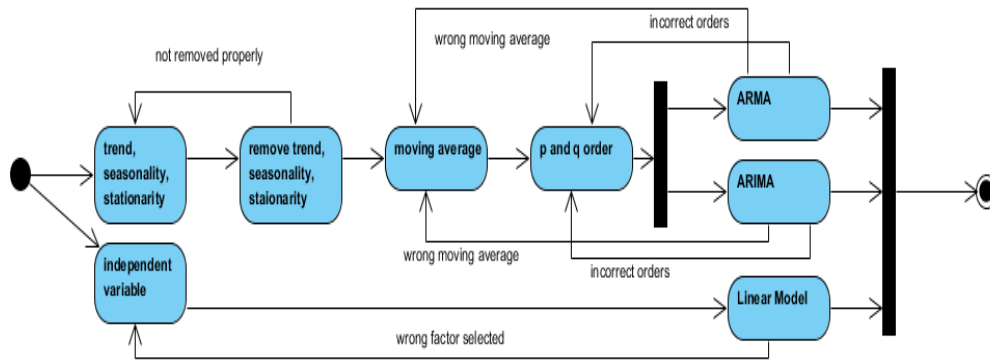 incorrect orders
wrong moving average
not removed properly
trend,
seasonality,
stationarity
remove trend,
seasonality,
staionarity
moving average
p and q order
ARMA
ARIMA
wrong moving average
incorrect orders
independent
variable
Linear Model
wrong factor selected